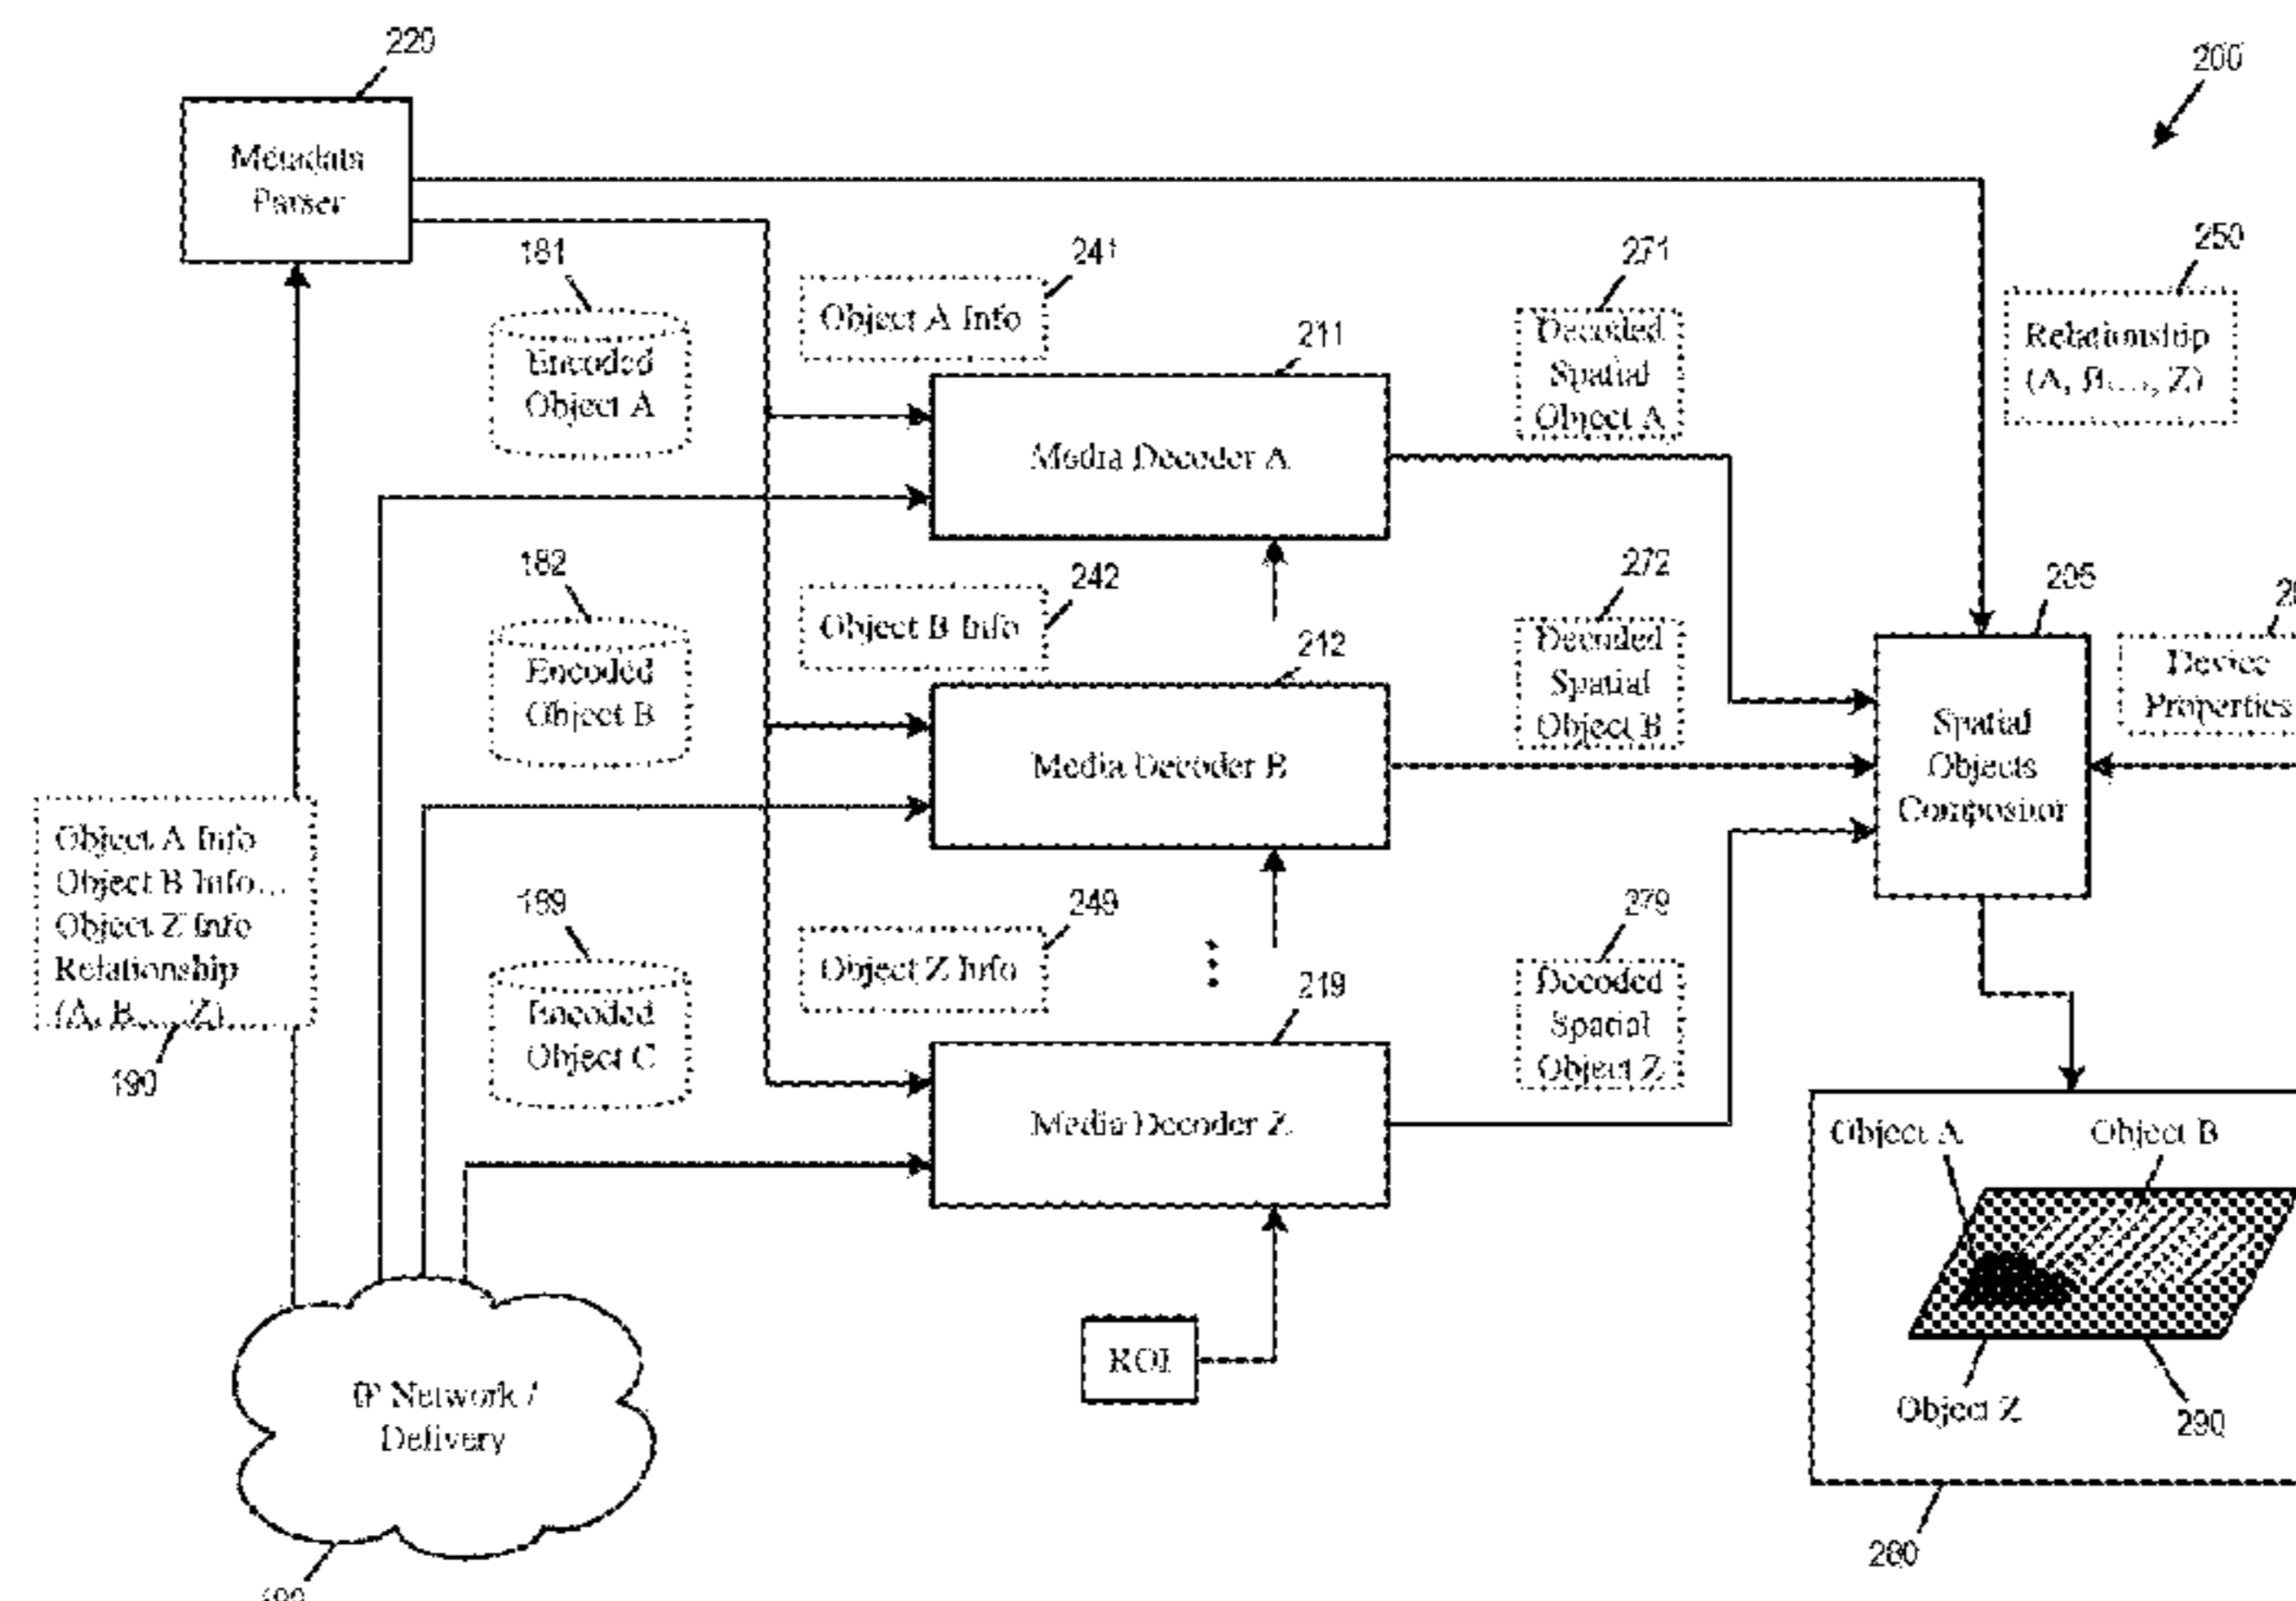 220
200
Metadata
Parser
181
241
271
250
Encoded
Object A
Object A Info
211
Decoded
Spatial
Object A
Relationship
(A, B..., Z)
Media Decoder A
182
242
272
205
Encoded
Object B
Object B Info
212
Decoded
Spatial
Object B
Device
Properties
Media Decoder B
Spatial
Objects
Compositor
Object A Info
Object B Info...
Object Z Info
Relationship
(A, B..., Z)
190
189
249
279
Encoded
Object C
Object Z Info
219
Decoded
Spatial
Object Z
Media Decoder Z
Object A
Object B
ROI
IP Network /
Delivery
Object Z
290
280